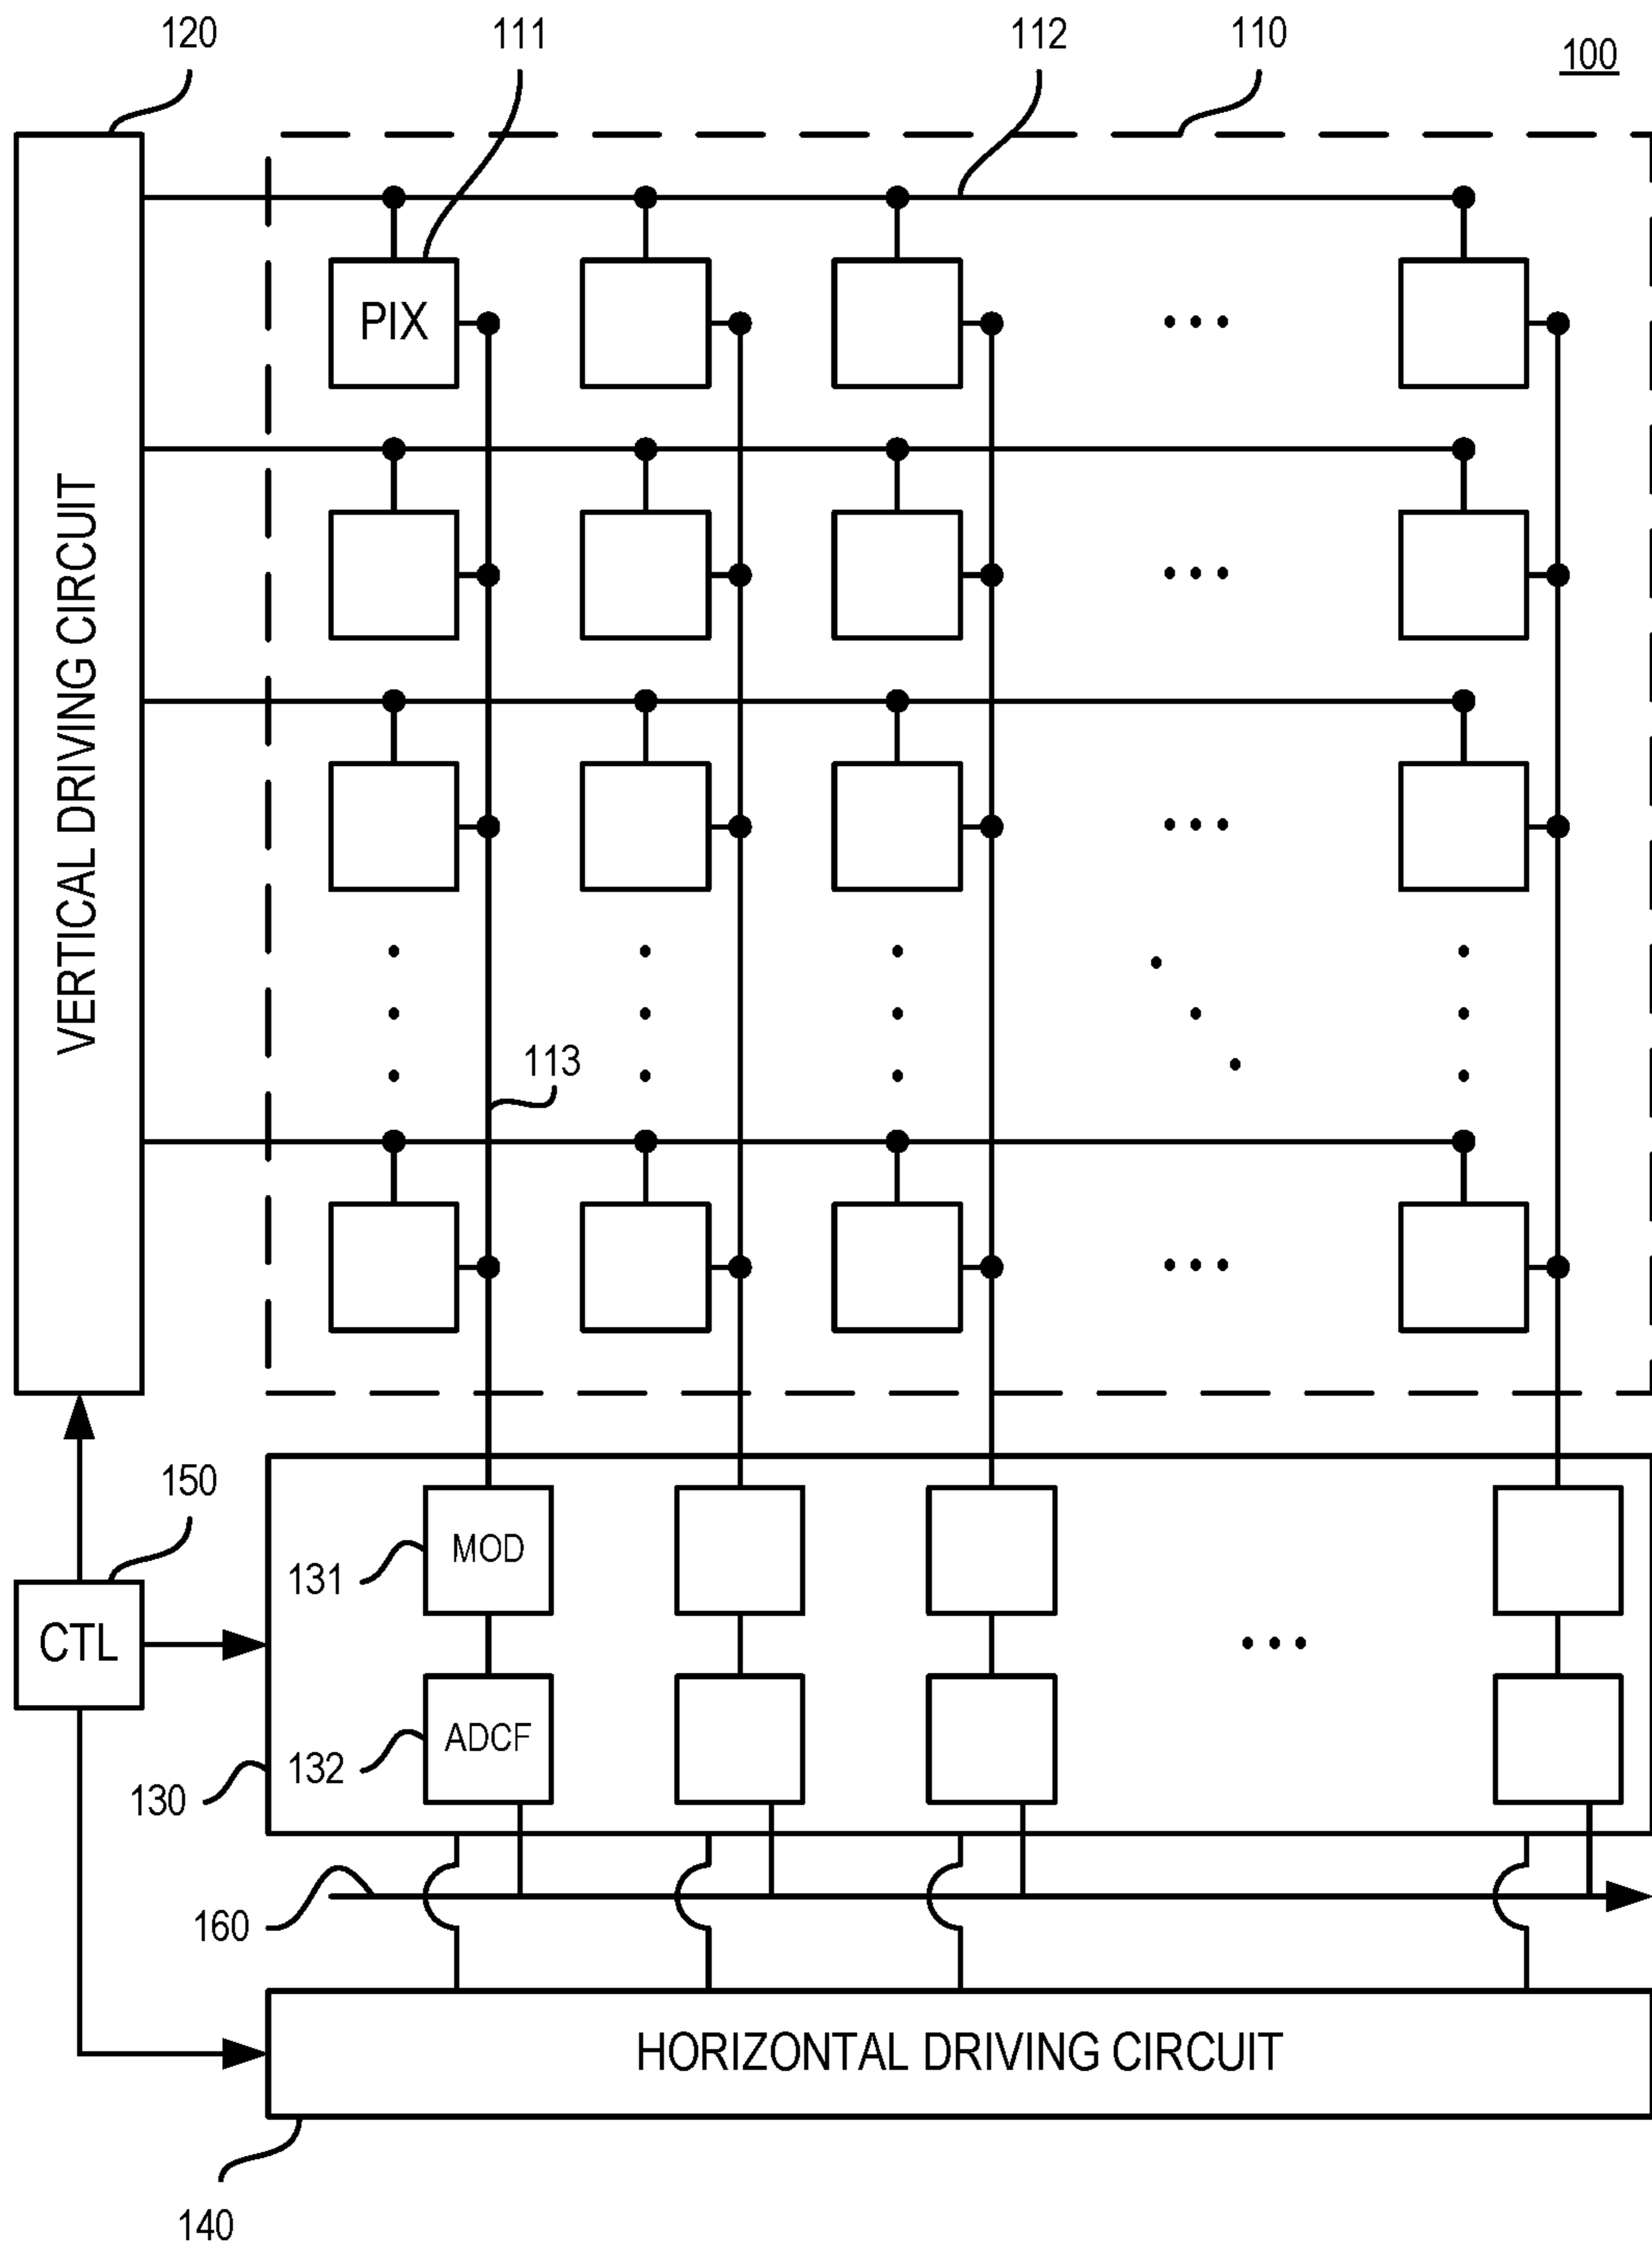 120
111
112
110
100
PIX
VERTICAL DRIVING CIRCUIT
113
150
131
MOD
CTL
132
ADCF
130
160
HORIZONTAL DRIVING CIRCUIT
140